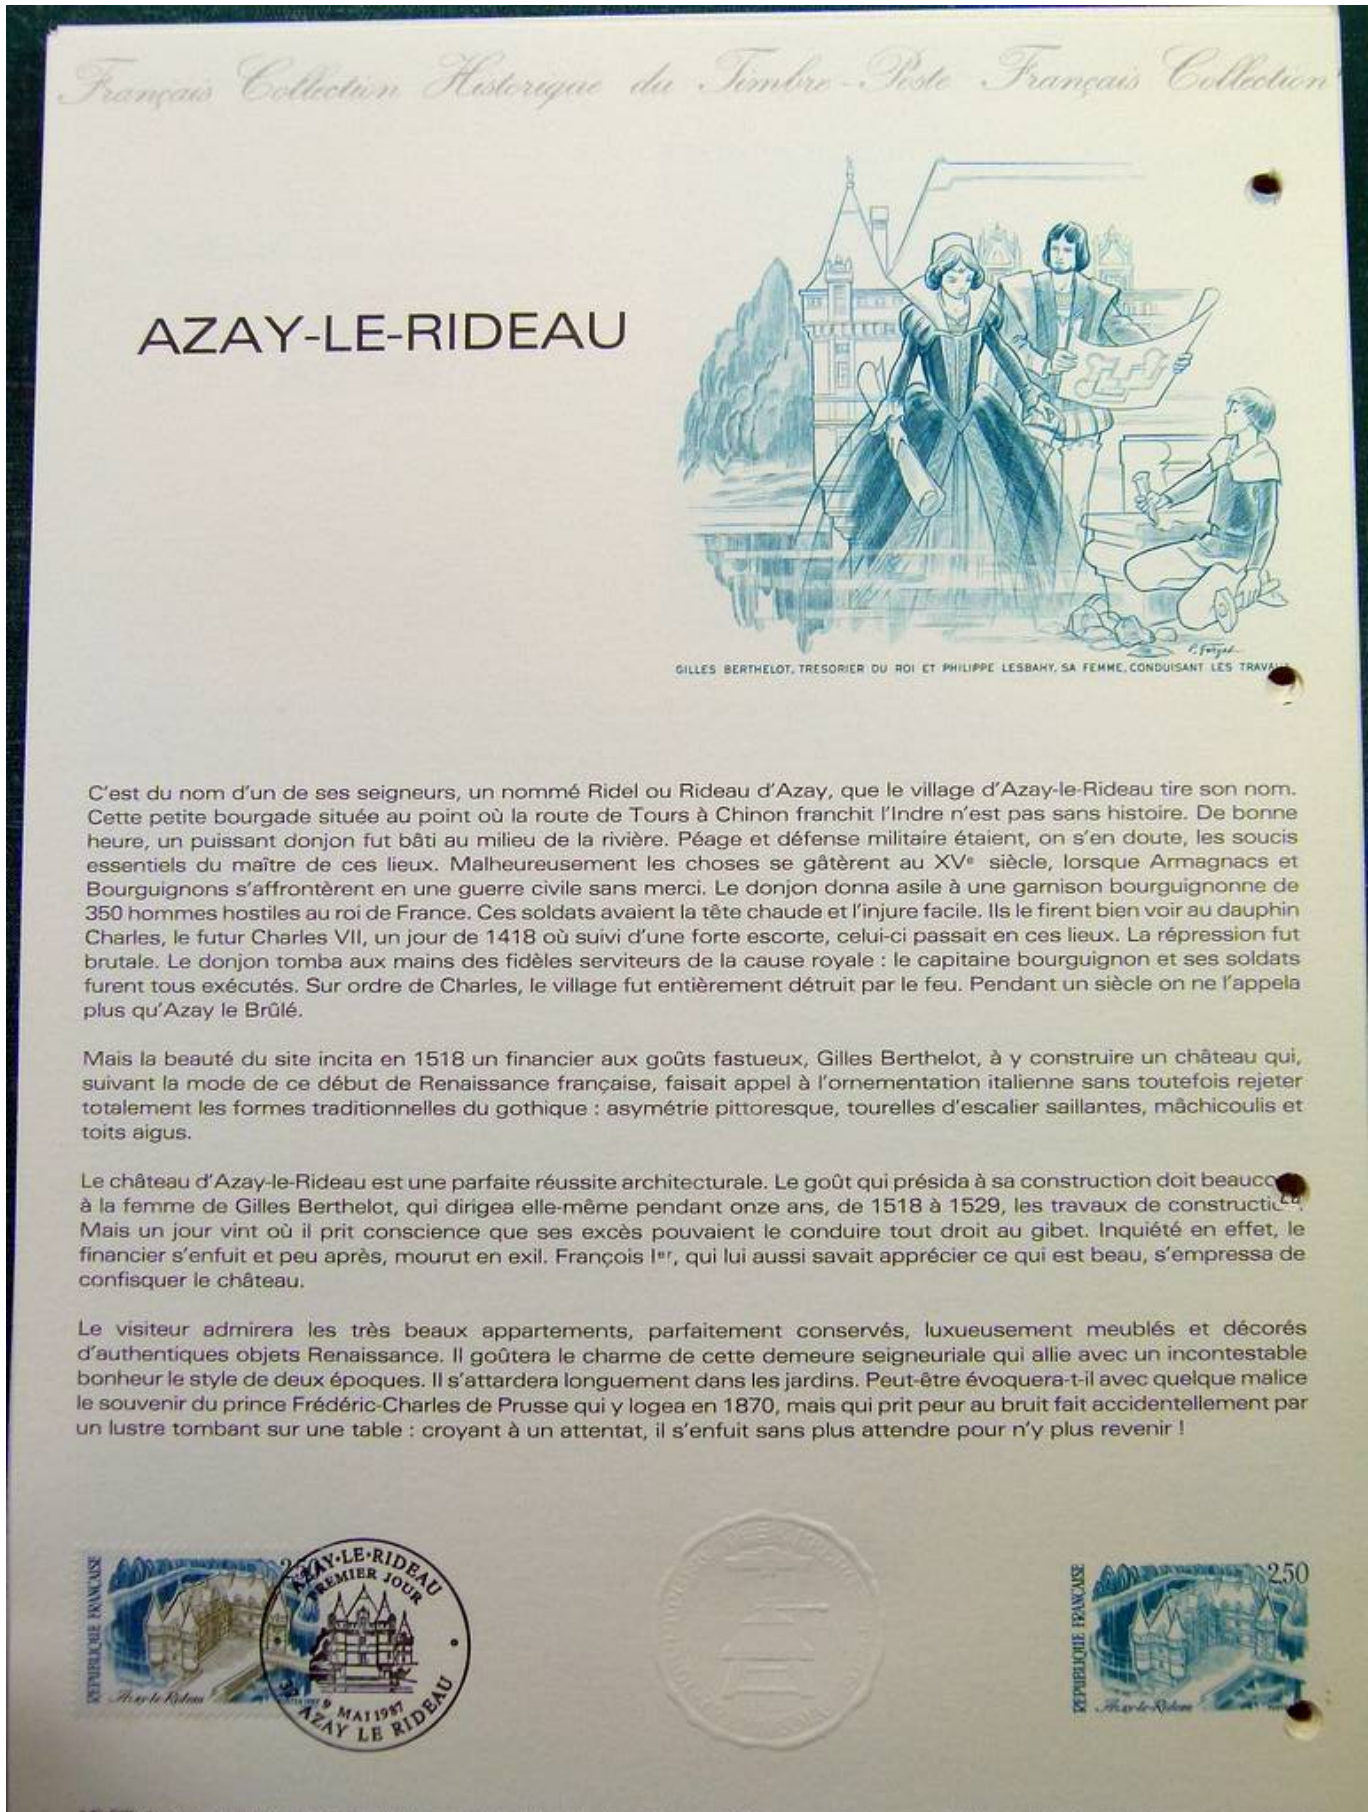 Français Collection Historique du Timbre-Poste Français Collection
AZAY-LE-RIDEAU
GILLES BERTHELOT, TRESORIER DU ROI ET PHILIPPE LESBAHY, SA FEMME, CONDUISANT LES
C'est du nom d'un de ses seigneurs, un nommé Ridel ou Rideau d'Azay, que le village d'Azay-le-Rideau tire son nom.
Cette petite bourgade située au point où la route de Tours à Chinon franchit l'Indre n'est pas sans histoire. De bonne
heure, un puissant donjon fut bâti au milieu de la rivière. Péage et défense militaire étaient, on s'en doute, les soucis
essentiels du maître de ces lieux. Malheureusement les choses se gâtèrent au XVe siècle, lorsque Armagnacs et
Bourguignons s'affrontèrent en une guerre civile sans merci. Le donjon donna asile à une garnison bourguignonne de
350 hommes hostiles au roi de France. Ces soldats avaient la tête chaude et l'injure facile. Ils le firent bien voir au dauphin
Charles, le futur Charles VII, un jour de 1418 où suivi d'une forte escorte, celui-ci passait en ces lieux. La répression fut
brutale. Le donjon tomba aux mains des fidèles serviteurs de la cause royale : le capitaine bourguignon et ses soldats
furent tous exécutés. Sur ordre de Charles, le village fut entièrement détruit par le feu. Pendant un siècle on ne l'appela
plus qu'Azay le Brûlé.
Mais la beauté du site incita en 1518 un financier aux goûts fastueux, Gilles Berthelot, à y construire un château qui,
suivant la mode de ce début de Renaissance française, faisait appel à l'ornementation italienne sans toutefois rejeter
totalement les formes traditionnelles du gothique : asymétrie pittoresque, tourelles d'escalier saillantes, mâchicoulis et
toits aigus.
Le château d'Azay-le-Rideau est une parfaite réussite architecturale. Le goût qui présida à sa construction doit
à la femme de Gilles Berthelot, qui dirigea elle-même pendant onze ans, de 1518 à 1529, les travaux de
Mais un jour vint où il prit conscience que ses excès pouvaient le conduire tout droit au gibet. Inquiété en effet, le
financier s'enfuit et peu après, mourut en exil. François Ier, qui lui aussi savait apprécier ce qui est beau, s'empressa de
confisquer le château.
Le visiteur admirera les très beaux appartements, parfaitement conservés, luxueusement meublés et décorés
d'authentiques objets Renaissance. Il goûtera le charme de cette demeure seigneuriale qui allie avec un incontestable
bonheur le style de deux époques. Il s'attardera longuement dans les jardins. Peut-être évoquera-t-il avec quelque malice
le souvenir du prince Frédéric-Charles de Prusse qui y logea en 1870, mais qui prit peur au bruit fait accidentellement par
un lustre tombant sur une table : croyant à un attentat, il s'enfuit sans plus attendre pour n'y plus revenir !
REPUBLIQUE FRANÇAISE
Azay-le-Rideau
AZAY·LE·RIDEAU
PREMIER JOUR
9 MAI 1987
37 AZAY LE RIDEAU
REPUBLIQUE FRANÇAISE
2,50
Azay-le-Rideau